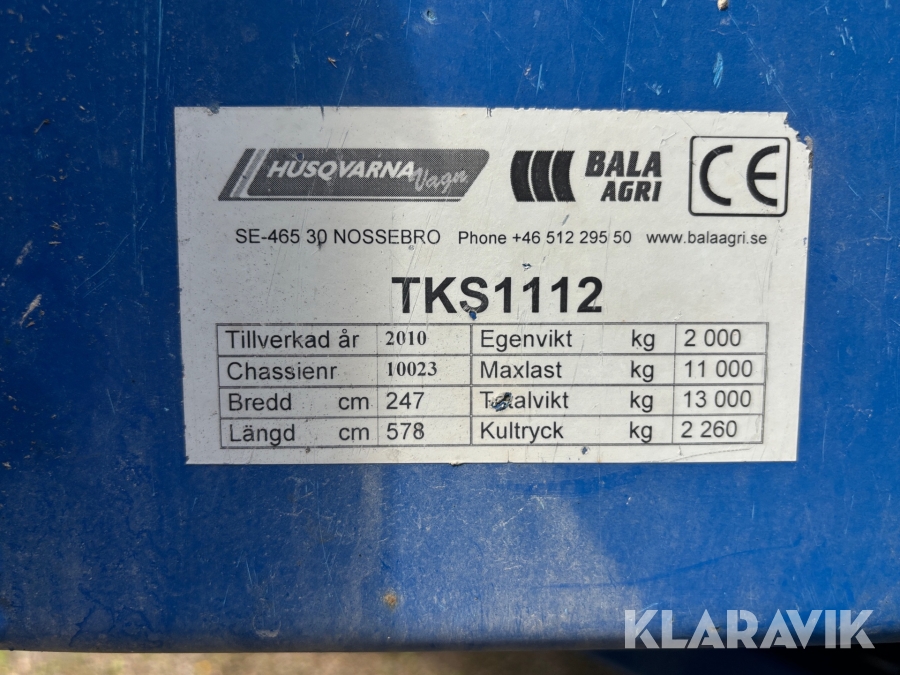 HUSQVARNA Vagn BALA AGRI CE
SE-465 30 NOSSEBRO Phone +46 512 295 50 www.balaagri.se
TKS1112
Tillverkad år 2010 Egenvikt kg 2 000
Chassienr 10023 Maxlast kg 11 000
Bredd cm 247 Totalvikt kg 13 000
Längd cm 578 Kultryck kg 2 260
KLARAVIK